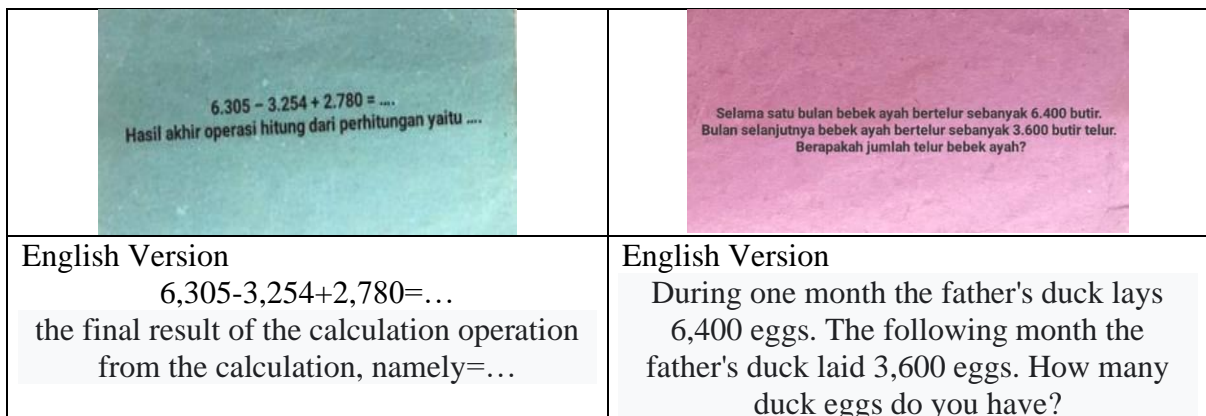 6.305 – 3.254 + 2.780 = ....
Hasil akhir operasi hitung dari perhitungan yaitu ....
Selama satu bulan bebek ayah bertelur sebanyak 6.400 butir.
Bulan selanjutnya bebek ayah bertelur sebanyak 3.600 butir telur.
Berapakah jumlah telur bebek ayah?
English Version
6,305-3,254+2,780=…
the final result of the calculation operation
from the calculation, namely=…
English Version
During one month the father's duck lays
6,400 eggs. The following month the
father's duck laid 3,600 eggs. How many
duck eggs do you have?